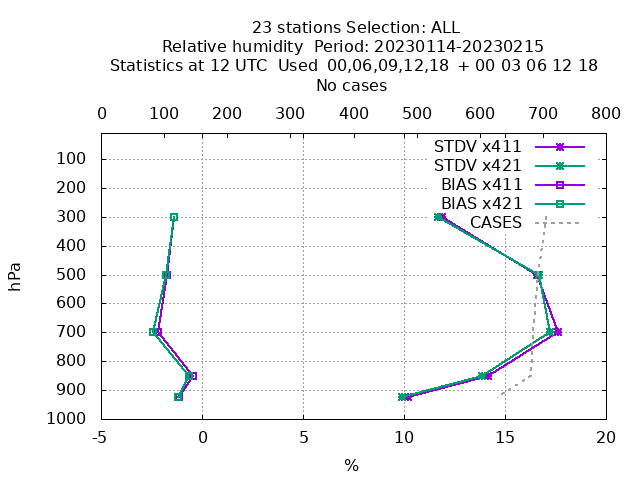 23 stations Selection: ALL
Relative humidity  Period: 20230114-20230215
Statistics at 12 UTC  Used  00,06,09,12,18  + 00 03 06 12 18
No cases
0 100 200 300 400 500 600 700 800
STDV x411
STDV x421
BIAS x411
BIAS x421
CASES
100
200
300
400
500
600
700
800
900
1000
hPa
-5 0 5 10 15 20
%